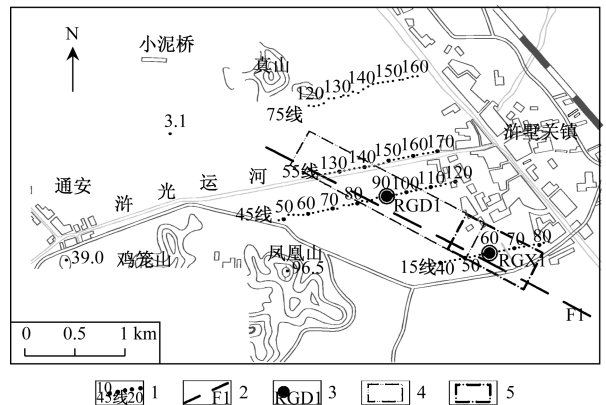 N
小泥桥
真山
120 130 140 150 160
75线
3.1
浒墅关镇
130 140 150 160 170
55线
通安
浒 光 运 河
80 90 100 110 120
RGD1
45线 50 60 70
39.0
鸡笼山
凤凰山
96.5
60 70 80
RGX1
15线 40 50
F1
0 0.5 1 km
10
45线20 1
F1 2
RGD1 3
4
5